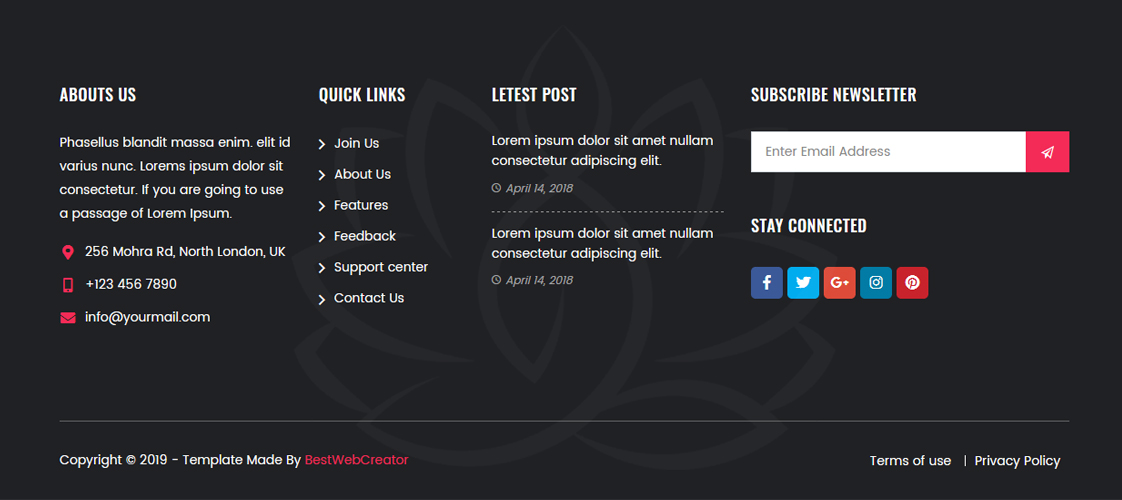 ABOUTS US
Phasellus blandit massa enim. elit id
varius nunc. Lorems ipsum dolor sit
consectetur. If you are going to use
a passage of Lorem Ipsum.
256 Mohra Rd, North London, UK
+123 456 7890
info@yourmail.com
QUICK LINKS
Join Us
About Us
Features
Feedback
Support center
Contact Us
LETEST POST
Lorem ipsum dolor sit amet nullam
consectetur adipiscing elit.
April 14, 2018
Lorem ipsum dolor sit amet nullam
consectetur adipiscing elit.
April 14, 2018
SUBSCRIBE NEWSLETTER
Enter Email Address
STAY CONNECTED
Copyright © 2019 - Template Made By BestWebCreator
Terms of use | Privacy Policy